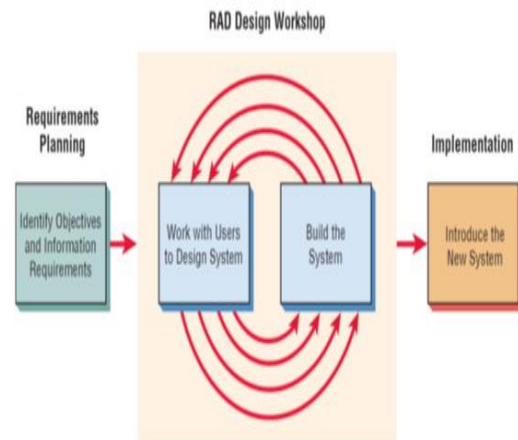 RAD Design Workshop
Requirements
Planning
Identify Objectives
and Information
Requirements
Work with Users
to Design System
Build the
System
Implementation
Introduce the
New System